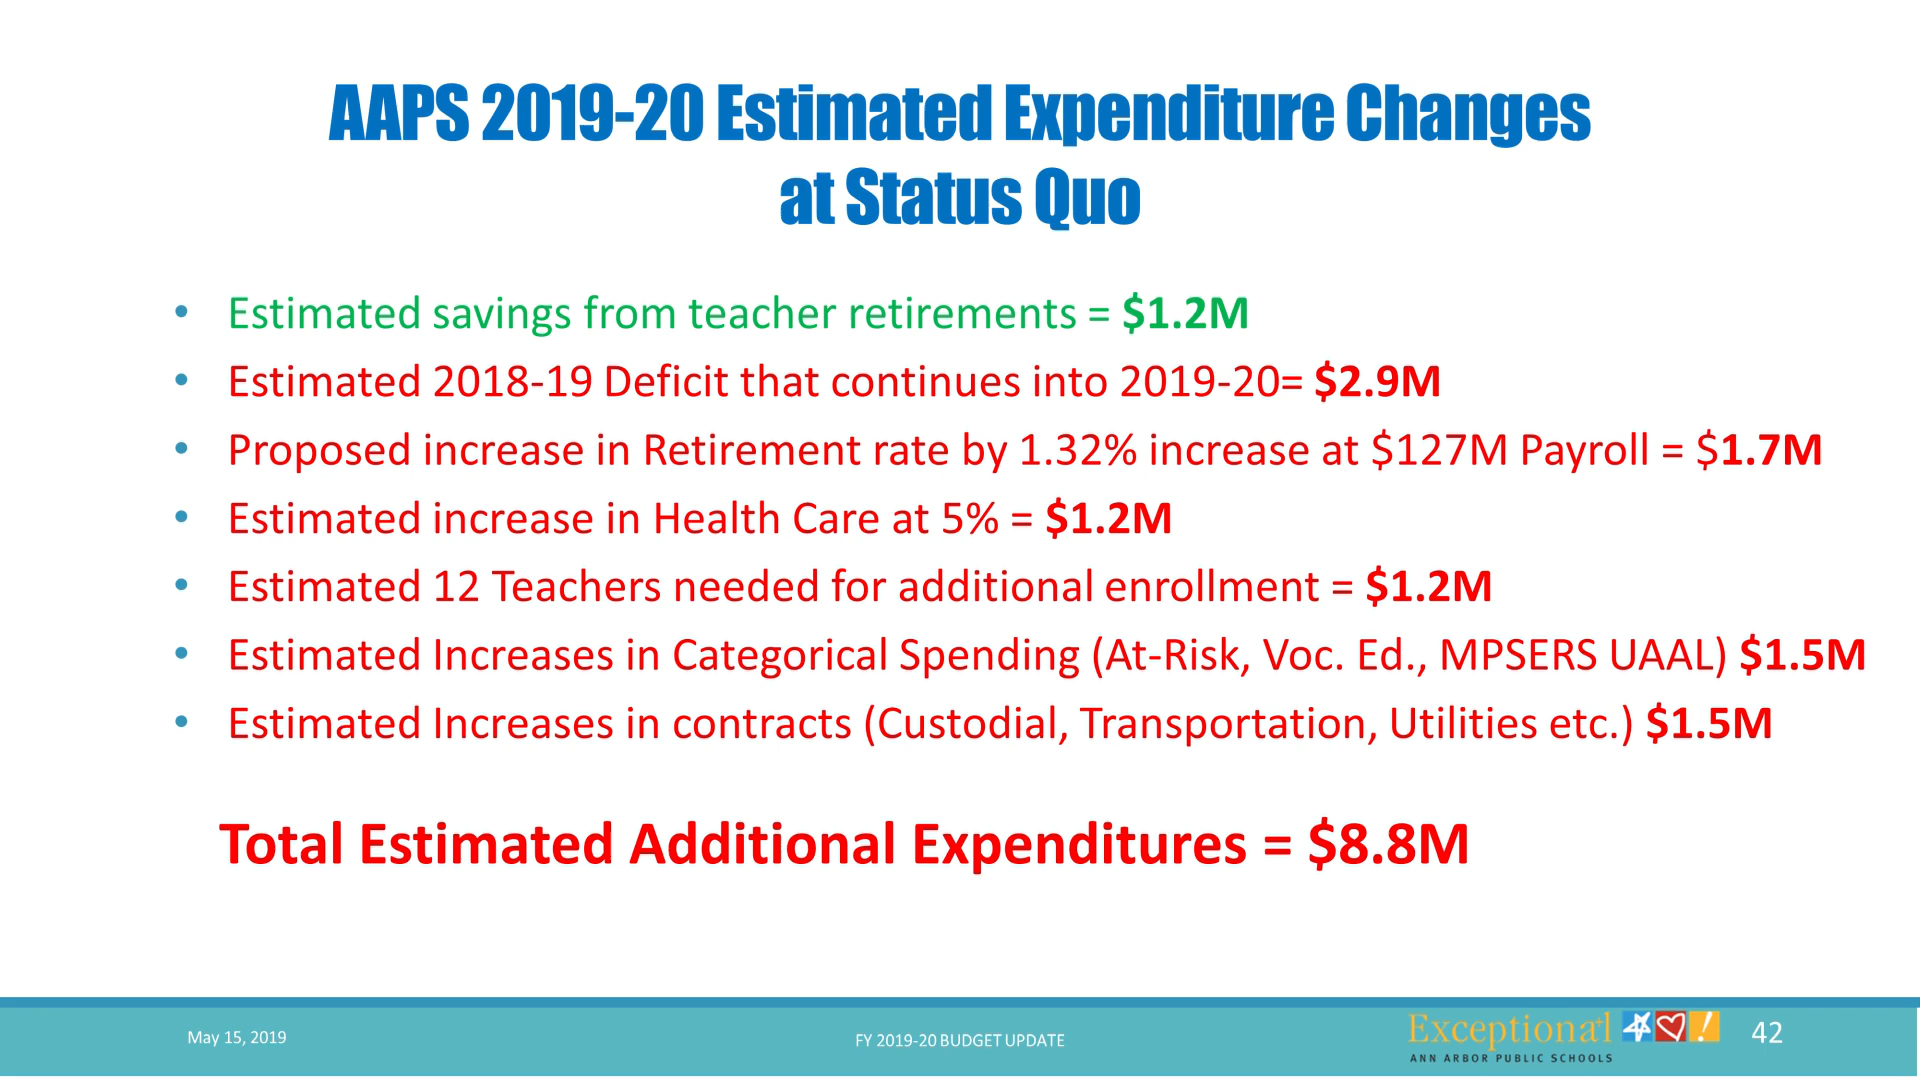 AAPS 2019-20 Estimated Expenditure Changes
at Status Quo
• Estimated savings from teacher retirements = $1.2M
• Estimated 2018-19 Deficit that continues into 2019-20= $2.9M
• Proposed increase in Retirement rate by 1.32% increase at $127M Payroll = $1.7M
• Estimated increase in Health Care at 5% = $1.2M
• Estimated 12 Teachers needed for additional enrollment = $1.2M
• Estimated Increases in Categorical Spending (At-Risk, Voc. Ed., MPSERS UAAL) $1.5M
• Estimated Increases in contracts (Custodial, Transportation, Utilities etc.) $1.5M
Total Estimated Additional Expenditures = $8.8M
May 15, 2019
FY 2019-20 BUDGET UPDATE
Exceptional
ANN ARBOR PUBLIC SCHOOLS
42